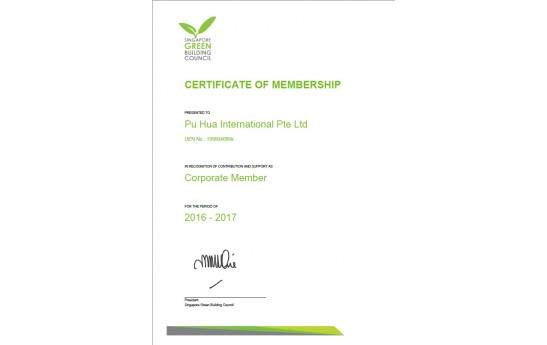 SINGAPORE
GREEN
BUILDING
COUNCIL
CERTIFICATE OF MEMBERSHIP
PRESENTED TO
Pu Hua International Pte Ltd
UEN No.:
IN RECOGNITION OF CONTRIBUTION AND SUPPORT AS
Corporate Member
FOR THE PERIOD OF
2016 - 2017
President
Singapore Green Building Council